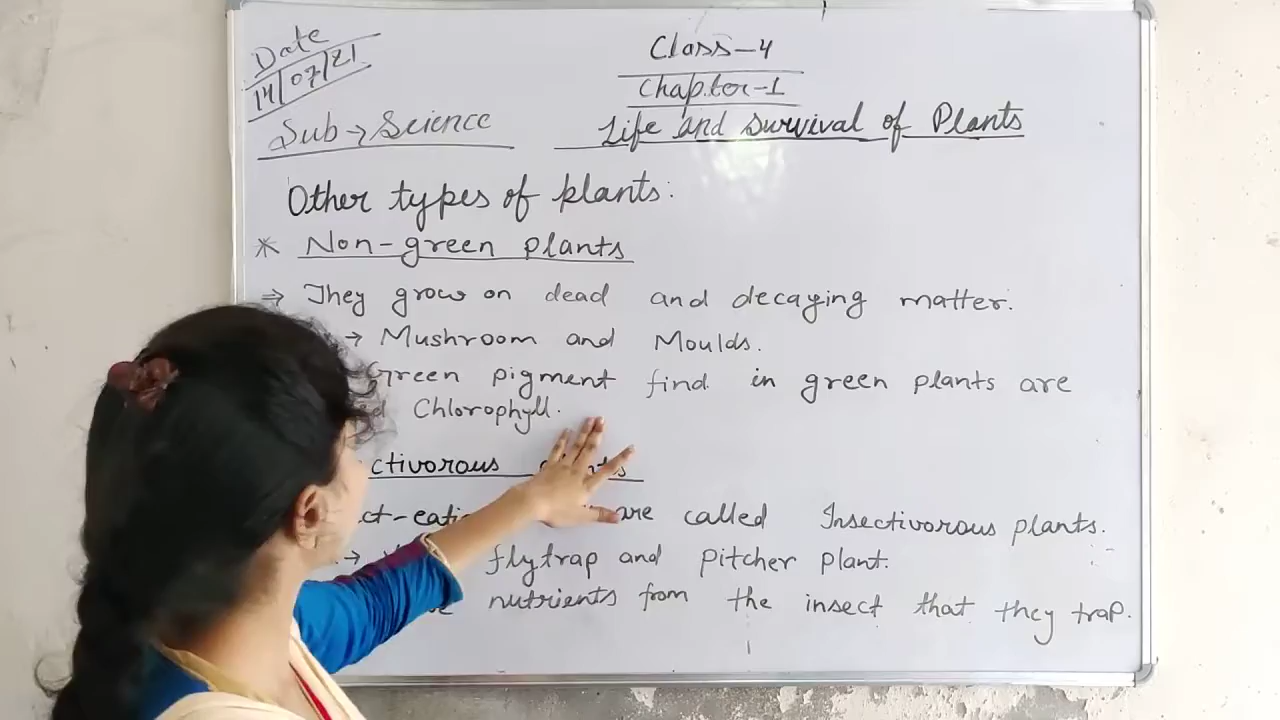 Date
14/07/21
Class-4
Chapter-1
Sub→Science
Life and Survival of Plants
Other types of plants:
* Non-green plants
⇒ They grow on dead and decaying matter.
→ Mushroom and Moulds.
Green pigment find in green plants are
Chlorophyll.
ctivorous
ct-eati are called Insectivorous plants.
→ flytrap and pitcher plant.
nutrients from the insect that they trap.